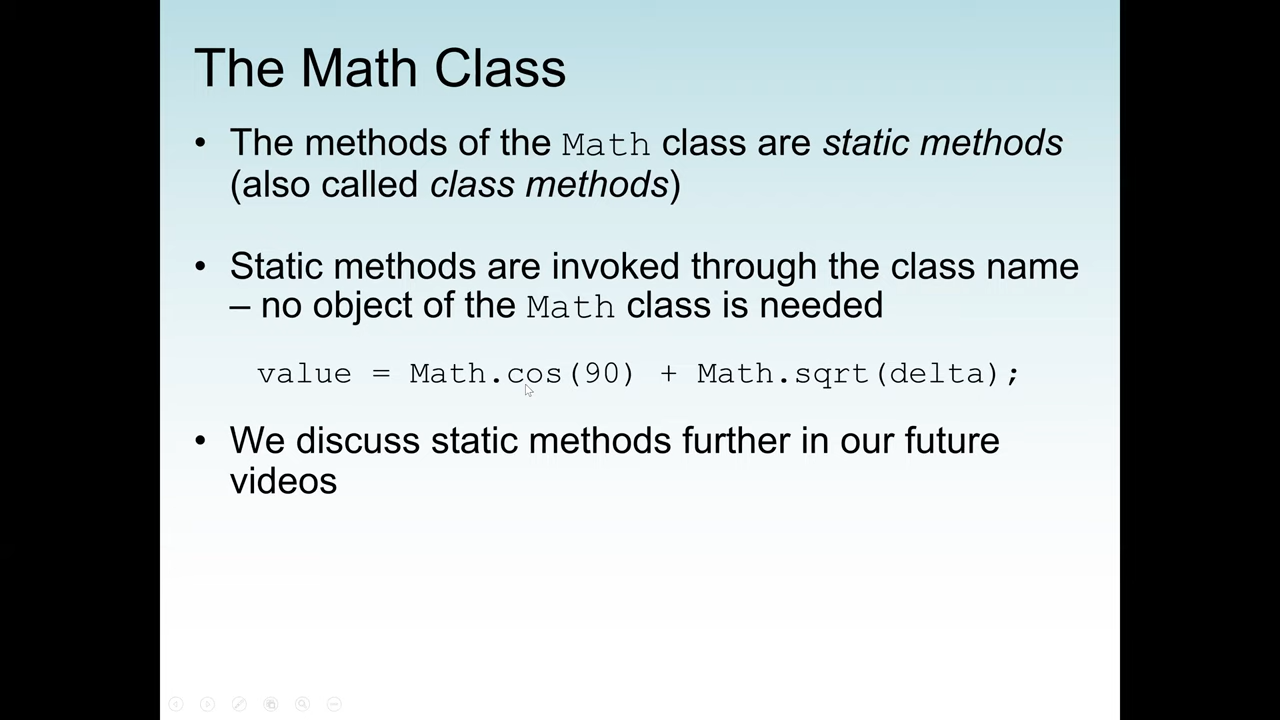 The Math Class
• The methods of the Math class are static methods
(also called class methods)
• Static methods are invoked through the class name
– no object of the Math class is needed
value = Math.cos(90) + Math.sqrt(delta);
• We discuss static methods further in our future
videos